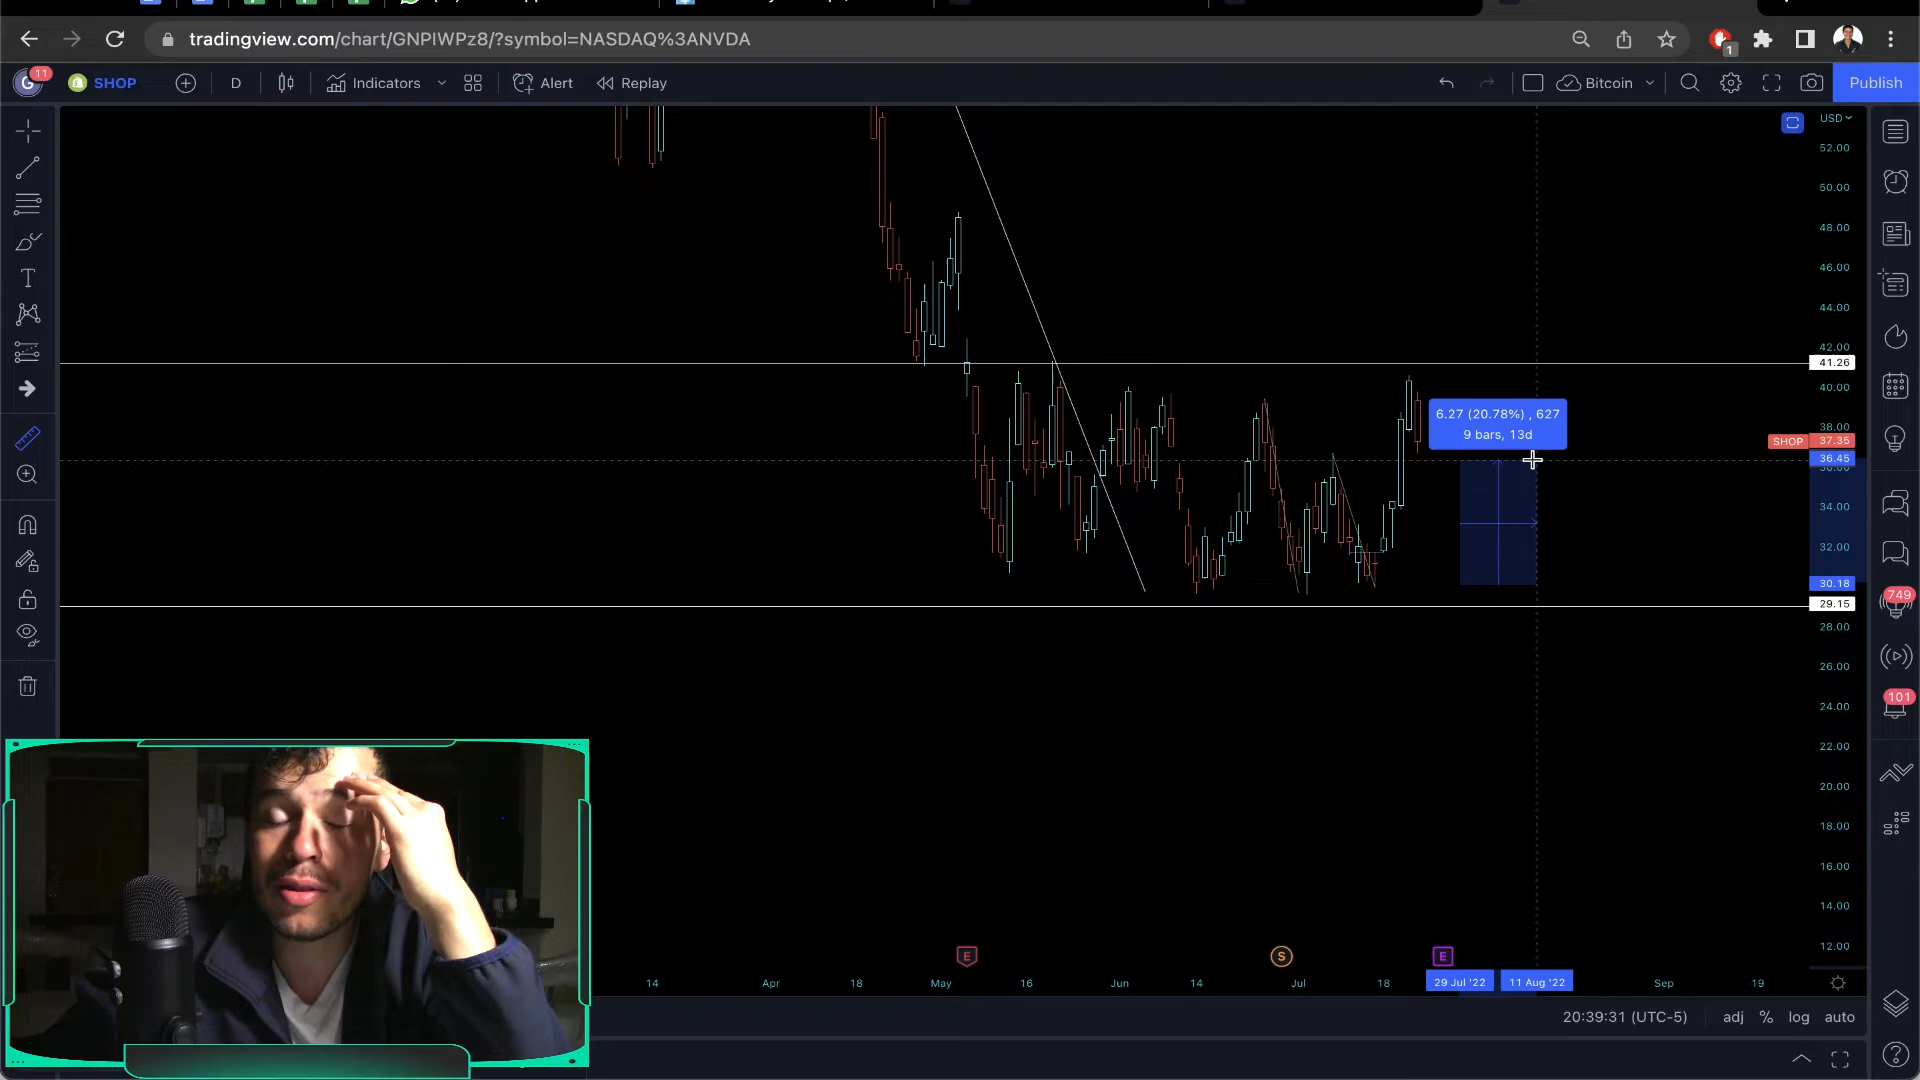 tradingview.com/chart/GNPIWPz8/?symbol=NASDAQ%3ANVDA
1
G 11 SHOP D Indicators Alert Replay Bitcoin Publish
USD
52.00
50.00
48.00
46.00
44.00
42.00
41.26
40.00
6.27 (20.78%) , 627
9 bars, 13d
38.00
SHOP 37.35
36.45
34.00
32.00
30.18
29.15
28.00
26.00
24.00
22.00
20.00
18.00
16.00
14.00
12.00
749
101
E S E
14 Apr 18 May 16 Jun 14 Jul 18 29 Jul '22 11 Aug '22 Sep 19
20:39:31 (UTC-5) adj % log auto